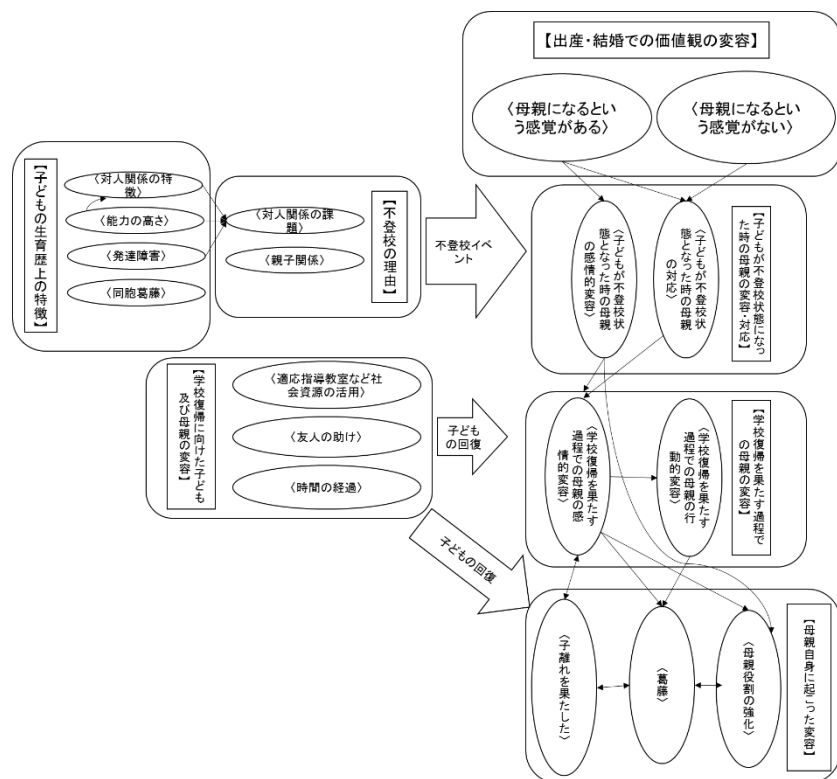 【出産・結婚での価値観の変容】
〈母親になるとい
う感覚がある〉
〈母親になるとい
う感覚がない〉
【子どもの生育歴上の特徴】
〈対人関係の特
徴〉
〈能力の高さ〉
〈発達障害〉
〈同胞葛藤〉
〈対人関係の課
題〉
〈親子関係〉
【不登校の理由】
不登校イベ
ント
〈子どもが不登校状
態となった時の母親
の感情的変容〉
〈子どもが不登校状
態となった時の母親
の対応〉
【子どもが不登校状態になっ
た時の母親の変容・対応】
【学校復帰に向けた子ども
及び母親の変容】
〈適応指導教室など社
会資源の活用〉
〈友人の助け〉
〈時間の経過〉
子ども
の回復
〈学校復帰を果たす
過程での母親の感
情的変容〉
〈学校復帰を果たす
過程での母親の行
動的変容〉
【学校復帰を果たす過程で
の母親の変容】
子どもの回復
〈子離れを果たした〉
〈葛藤〉
〈母親役割の強化〉
【母親自身に起こった変容】